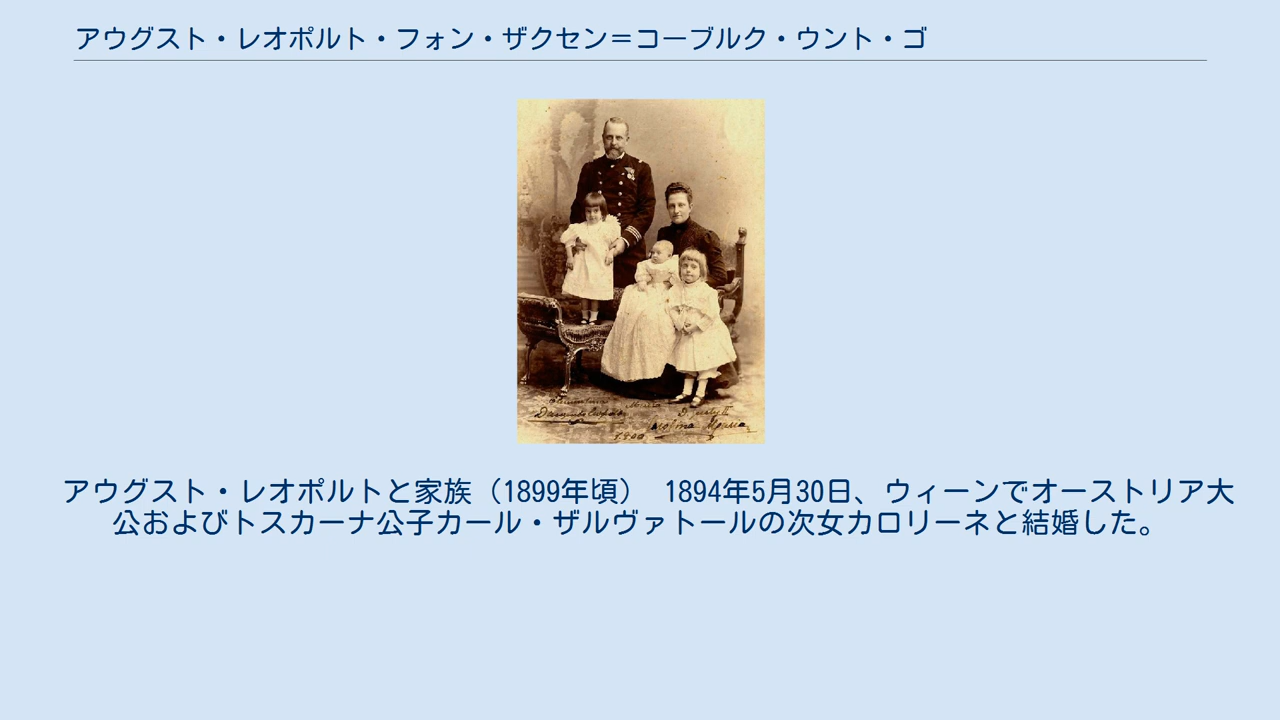 アウグスト・レオポルト・フォン・ザクセン＝コーブルク・ウント・ゴ
1900
アウグスト・レオポルトと家族（1899年頃）　1894年5月30日、ウィーンでオーストリア大
公およびトスカーナ公子カール・ザルヴァトールの次女カロリーネと結婚した。